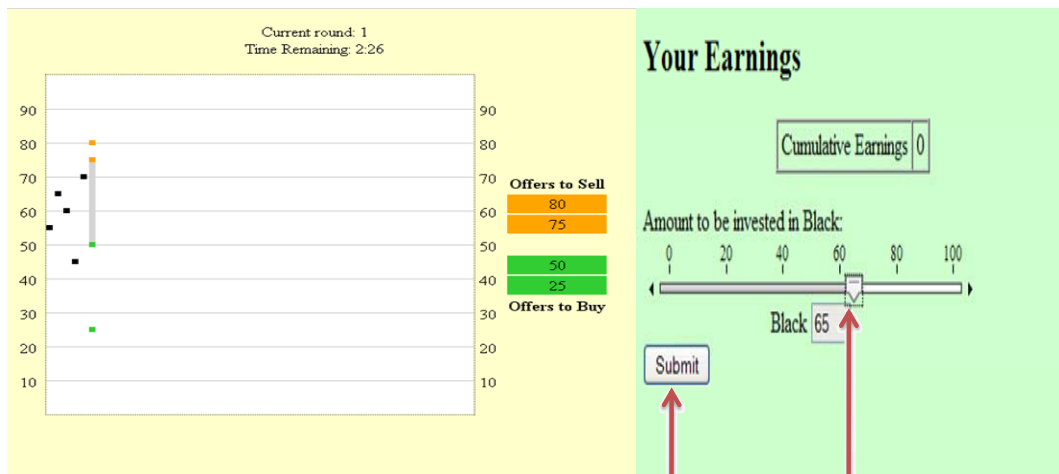 Current round: 1
Time Remaining: 2:26
90 90
80 80
70 70
60 60
50 50
40 40
30 30
20 20
10 10
Offers to Sell
80
75
50
25
Offers to Buy
Your Earnings
Cumulative Earnings 0
Amount to be invested in Black:
0 20 40 60 80 100
Black 65
Submit